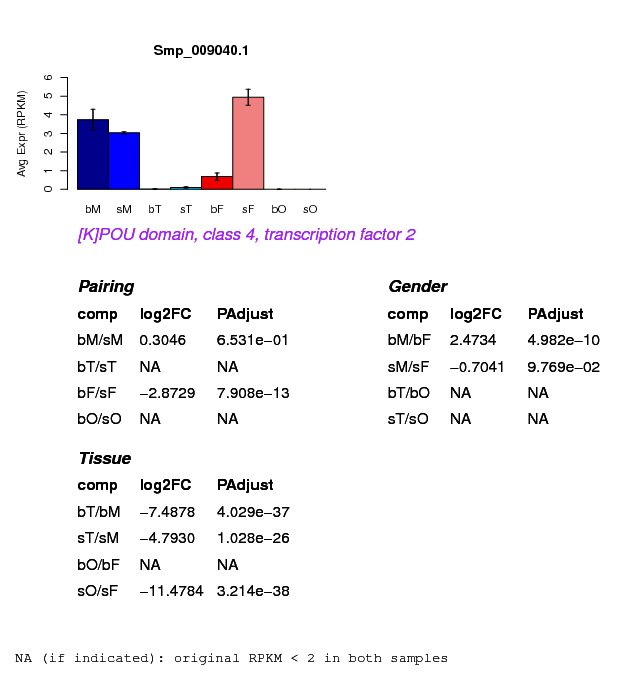 Smp_009040.1
Avg Expr (RPKM)
6
5
4
3
2
1
0
bM sM bT sT bF sF bO sO
[K]POU domain, class 4, transcription factor 2
Pairing
comp log2FC PAdjust
bM/sM 0.3046 6.531e−01
bT/sT NA NA
bF/sF −2.8729 7.908e−13
bO/sO NA NA
Gender
comp log2FC PAdjust
bM/bF 2.4734 4.982e−10
sM/sF −0.7041 9.769e−02
bT/bO NA NA
sT/sO NA NA
Tissue
comp log2FC PAdjust
bT/bM −7.4878 4.029e−37
sT/sM −4.7930 1.028e−26
bO/bF NA NA
sO/sF −11.4784 3.214e−38
NA (if indicated): original RPKM < 2 in both samples